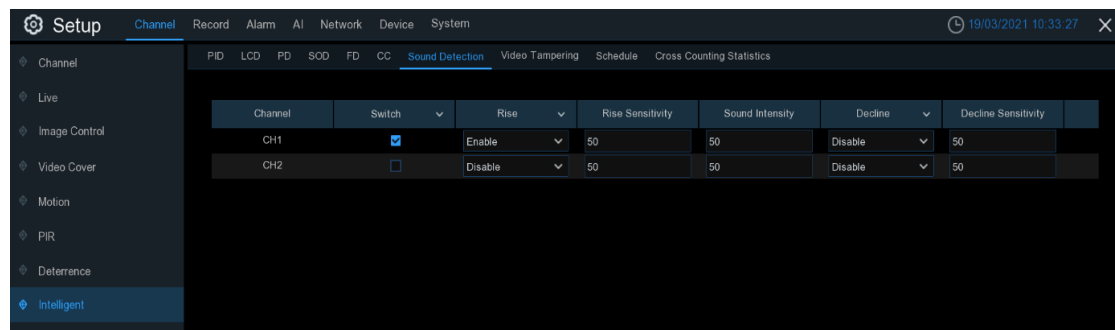 Setup Channel Record Alarm AI Network Device System 19/03/2021 10:33:27
Channel
Live
Image Control
Video Cover
Motion
PIR
Deterrence
Intelligent
PID LCD PD SOD FD CC Sound Detection Video Tampering Schedule Cross Counting Statistics
Channel Switch Rise Rise Sensitivity Sound Intensity Decline Decline Sensitivity
CH1 Enable 50 50 Disable 50
CH2 Disable 50 50 Disable 50